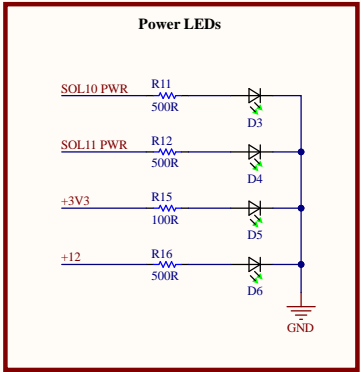 Power LEDs
SOL10 PWR
R11
500R
D3
SOL11 PWR
R12
500R
D4
+3V3
R15
100R
D5
+12
R16
500R
D6
GND